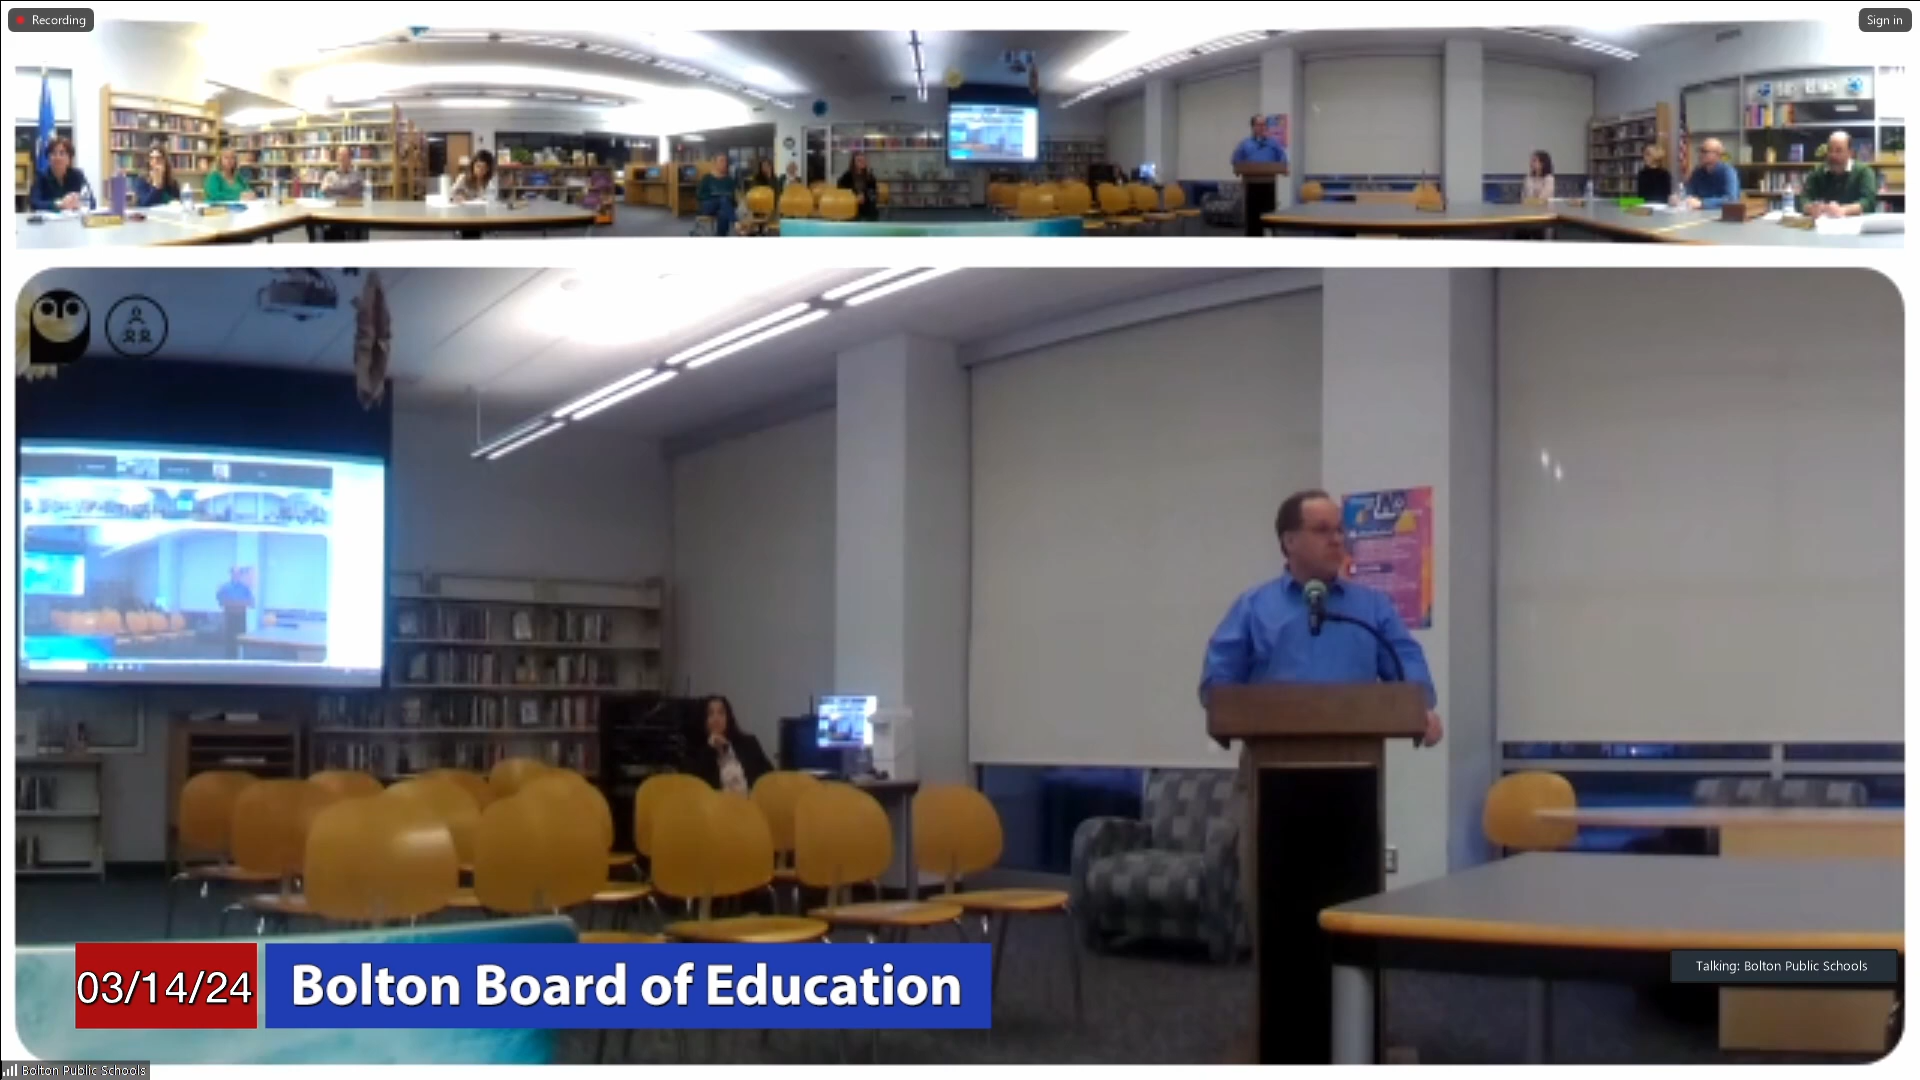 Recording
Sign in
03/14/24
Bolton Board of Education
Talking: Bolton Public Schools
Bolton Public Schools